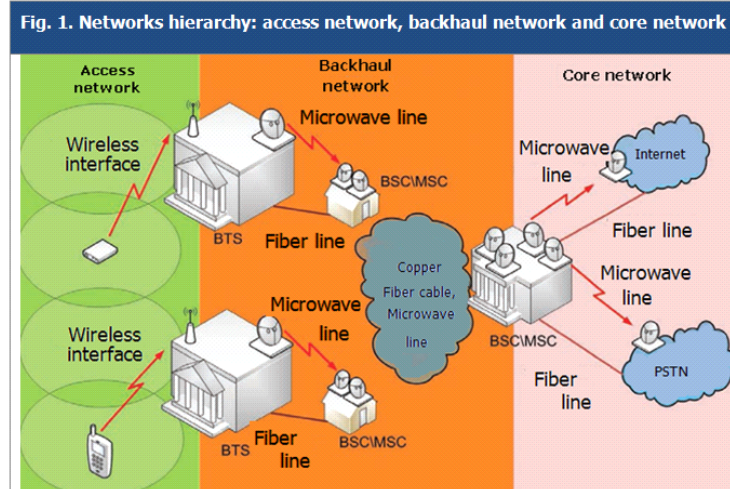 Fig. 1. Networks hierarchy: access network, backhaul network and core network
Access
network
Backhaul
network
Core network
Wireless
interface
Microwave line
BSC\MSC
BTS
Fiber line
Microwave
line
Internet
Fiber line
Copper
Fiber cable,
Microwave
line
Microwave
line
BSC\MSC
Wireless
interface
Microwave
line
BTS
Fiber
line
BSC\MSC
Fiber
line
PSTN